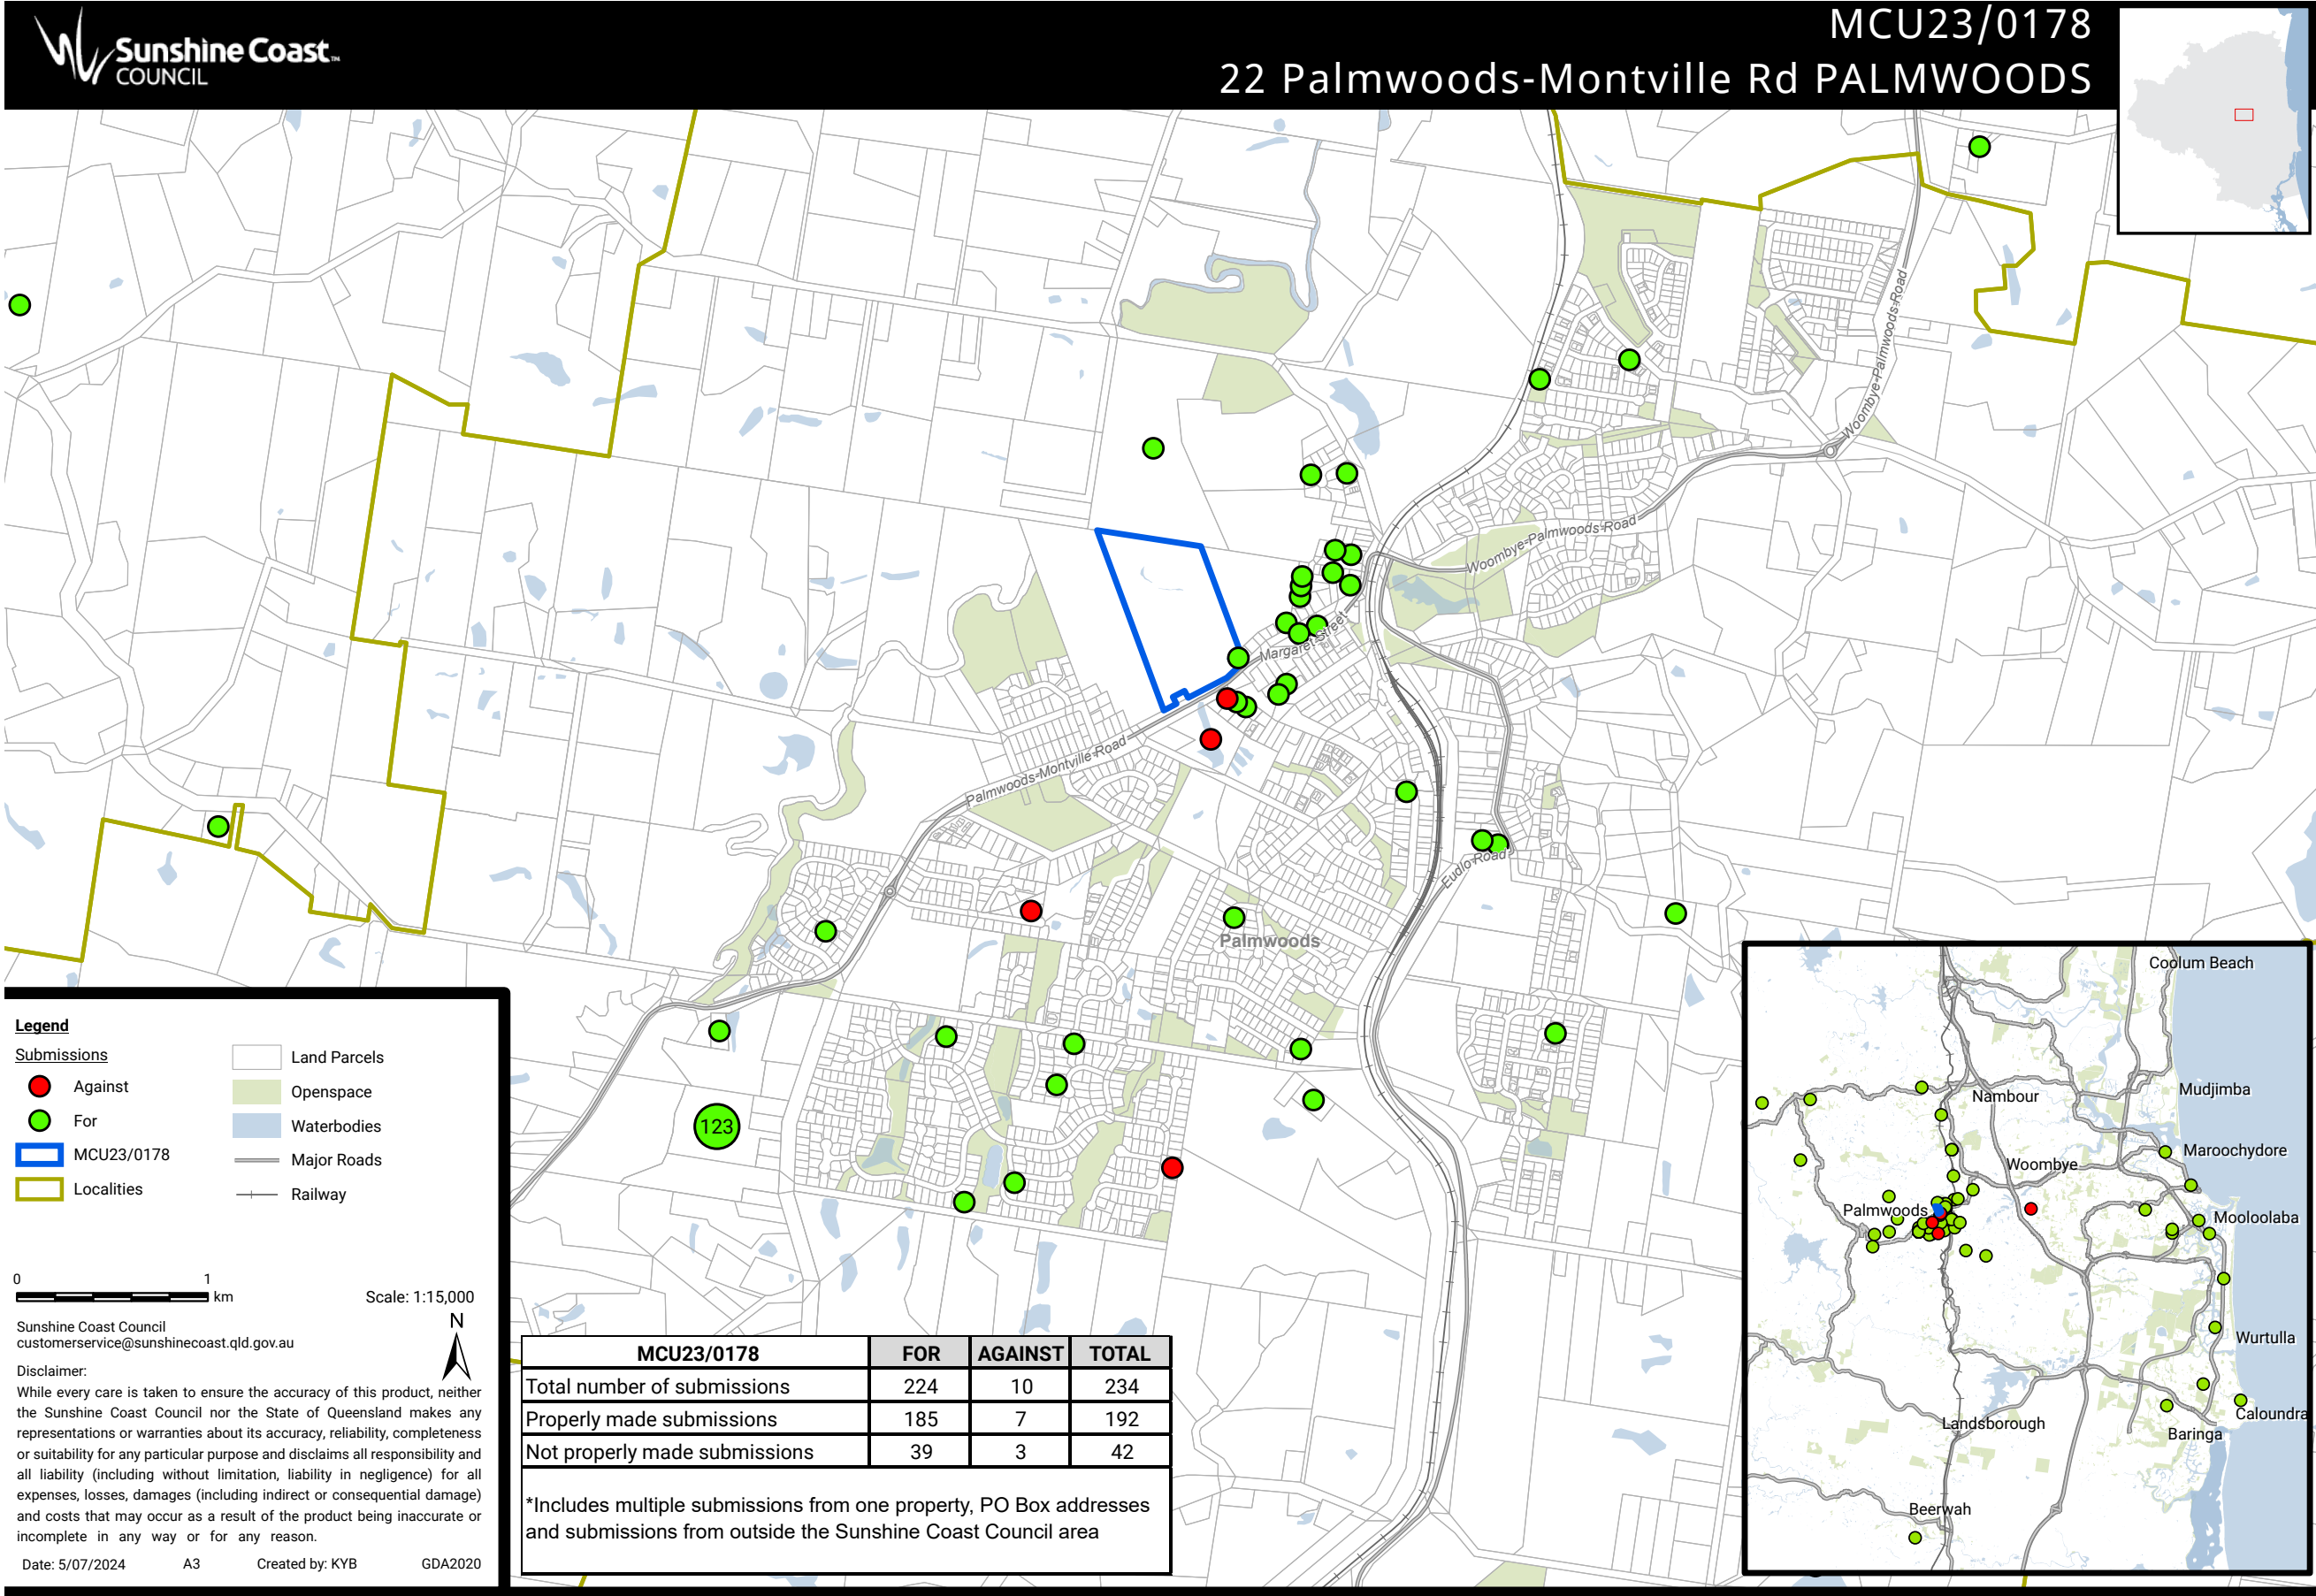 Sunshine Coast™
COUNCIL
MCU23/0178
22 Palmwoods-Montville Rd PALMWOODS
Woombye-Palmwoods-Road
Woombye-Palmwoods-Road
Margaret Street
Palmwoods-Montville Road
Eudlo Road
Palmwoods
123
Legend
Submissions
Against
For
MCU23/0178
Localities
Land Parcels
Openspace
Waterbodies
Major Roads
Railway
0 1
km
Scale: 1:15,000
N
Sunshine Coast Council
customerservice@sunshinecoast.qld.gov.au
Disclaimer:
While every care is taken to ensure the accuracy of this product, neither
the Sunshine Coast Council nor the State of Queensland makes any
representations or warranties about its accuracy, reliability, completeness
or suitability for any particular purpose and disclaims all responsibility and
all liability (including without limitation, liability in negligence) for all
expenses, losses, damages (including indirect or consequential damage)
and costs that may occur as a result of the product being inaccurate or
incomplete in any way or for any reason.
Date: 5/07/2024 A3 Created by: KYB GDA2020
MCU23/0178 FOR AGAINST TOTAL
Total number of submissions 224 10 234
Properly made submissions 185 7 192
Not properly made submissions 39 3 42
*Includes multiple submissions from one property, PO Box addresses
and submissions from outside the Sunshine Coast Council area
Coolum Beach
Nambour
Mudjimba
Maroochydore
Woombye
Palmwoods
Mooloolaba
Wurtulla
Landsborough
Caloundra
Baringa
Beerwah